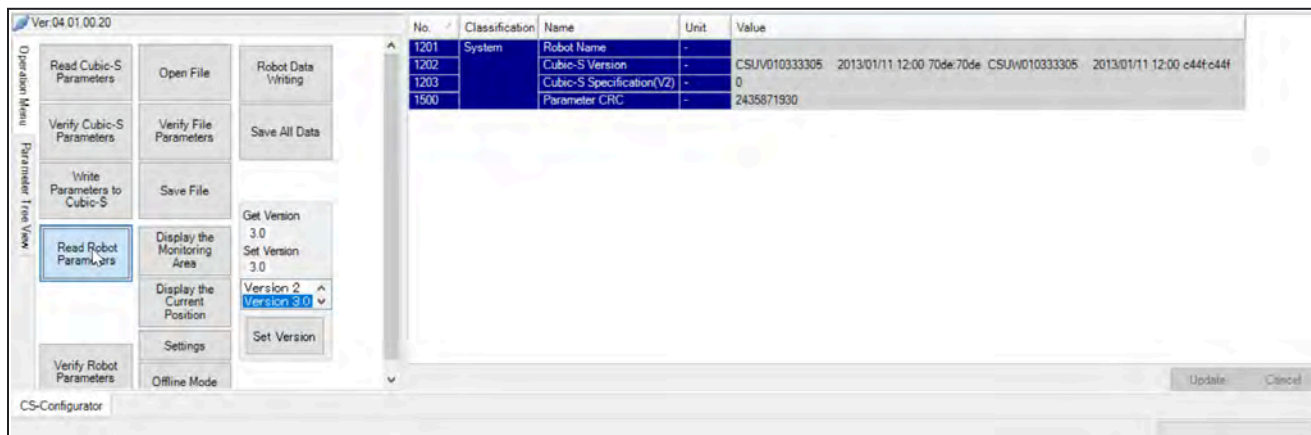 Ver:04.01.00.20
Operation Menu
Parameter Tree View
Read Cubic-S
Parameters
Open File
Robot Data
Writing
Verify Cubic-S
Parameters
Verify File
Parameters
Save All Data
Write
Parameters to
Cubic-S
Save File
Get Version
3.0
Set Version
3.0
Read Robot
Parameters
Display the
Monitoring
Area
Version 2
Version 3.0
Display the
Current
Position
Set Version
Settings
Verify Robot
Parameters
Offline Mode
CS-Configurator
No. Classification Name Unit Value
1201 System Robot Name -
1202 Cubic-S Version - CSUV010333305 2013/01/11 12:00 70de:70de CSUW010333305 2013/01/11 12:00 c44f:c44f
1203 Cubic-S Specification(V2) - 0
1500 Parameter CRC - 2435871930
Update Cancel